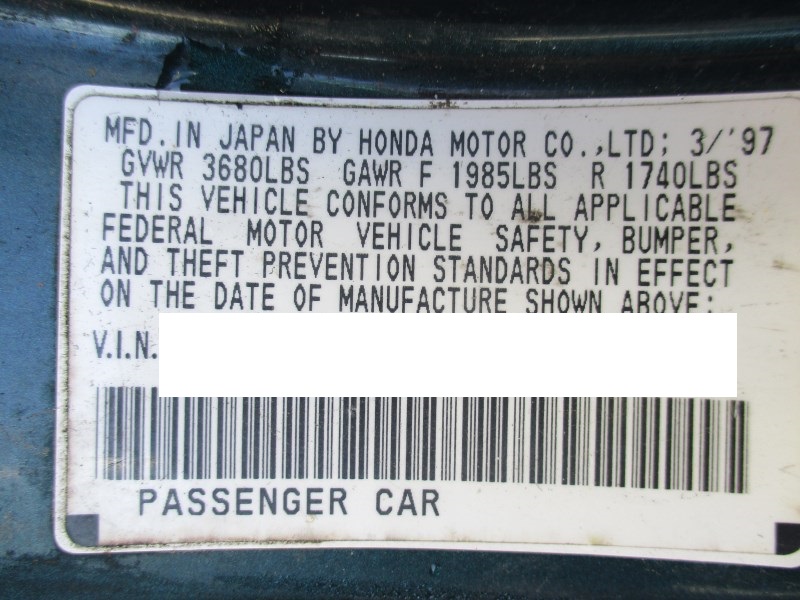 MFD. IN JAPAN BY HONDA MOTOR CO.,LTD; 3/'97
GVWR 3680LBS GAWR F 1985LBS R 1740LBS
THIS VEHICLE CONFORMS TO ALL APPLICABLE
FEDERAL MOTOR VEHICLE SAFETY, BUMPER,
AND THEFT PREVENTION STANDARDS IN EFFECT
ON THE DATE OF MANUFACTURE SHOWN ABOVE:
V.I.N.
PASSENGER CAR